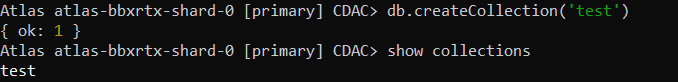 Atlas atlas-bbxrtx-shard-0 [primary] CDAC> db.createCollection('test')
{ ok: 1 }
Atlas atlas-bbxrtx-shard-0 [primary] CDAC> show collections
test